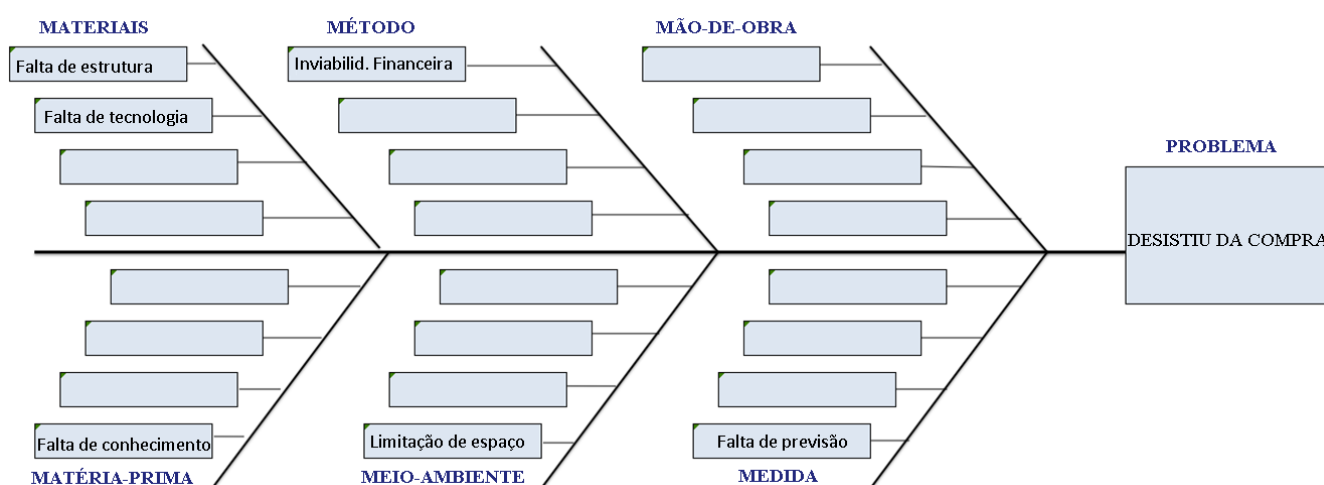 MATERIAIS
MÉTODO
MÃO-DE-OBRA
Falta de estrutura
Inviabilid. Financeira
Falta de tecnologia
PROBLEMA
DESISTIU DA COMPRA
Falta de conhecimento
Limitação de espaço
Falta de previsão
MATÉRIA-PRIMA
MEIO-AMBIENTE
MEDIDA